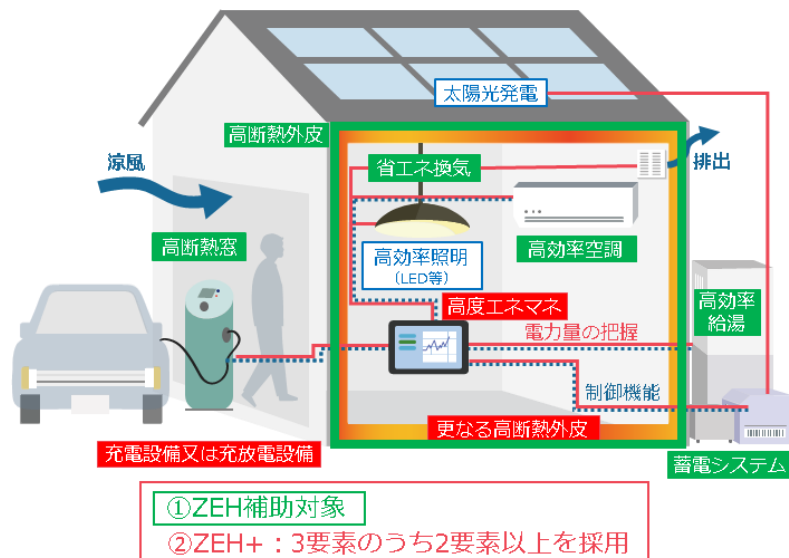 太陽光発電
高断熱外皮
涼風
省エネ換気
排出
高断熱窓
高効率照明
(LED等)
高効率空調
高度エネマネ
高効率
給湯
電力量の把握
制御機能
更なる高断熱外皮
充電設備又は充放電設備
蓄電システム
①ZEH補助対象
②ZEH+：3要素のうち2要素以上を採用